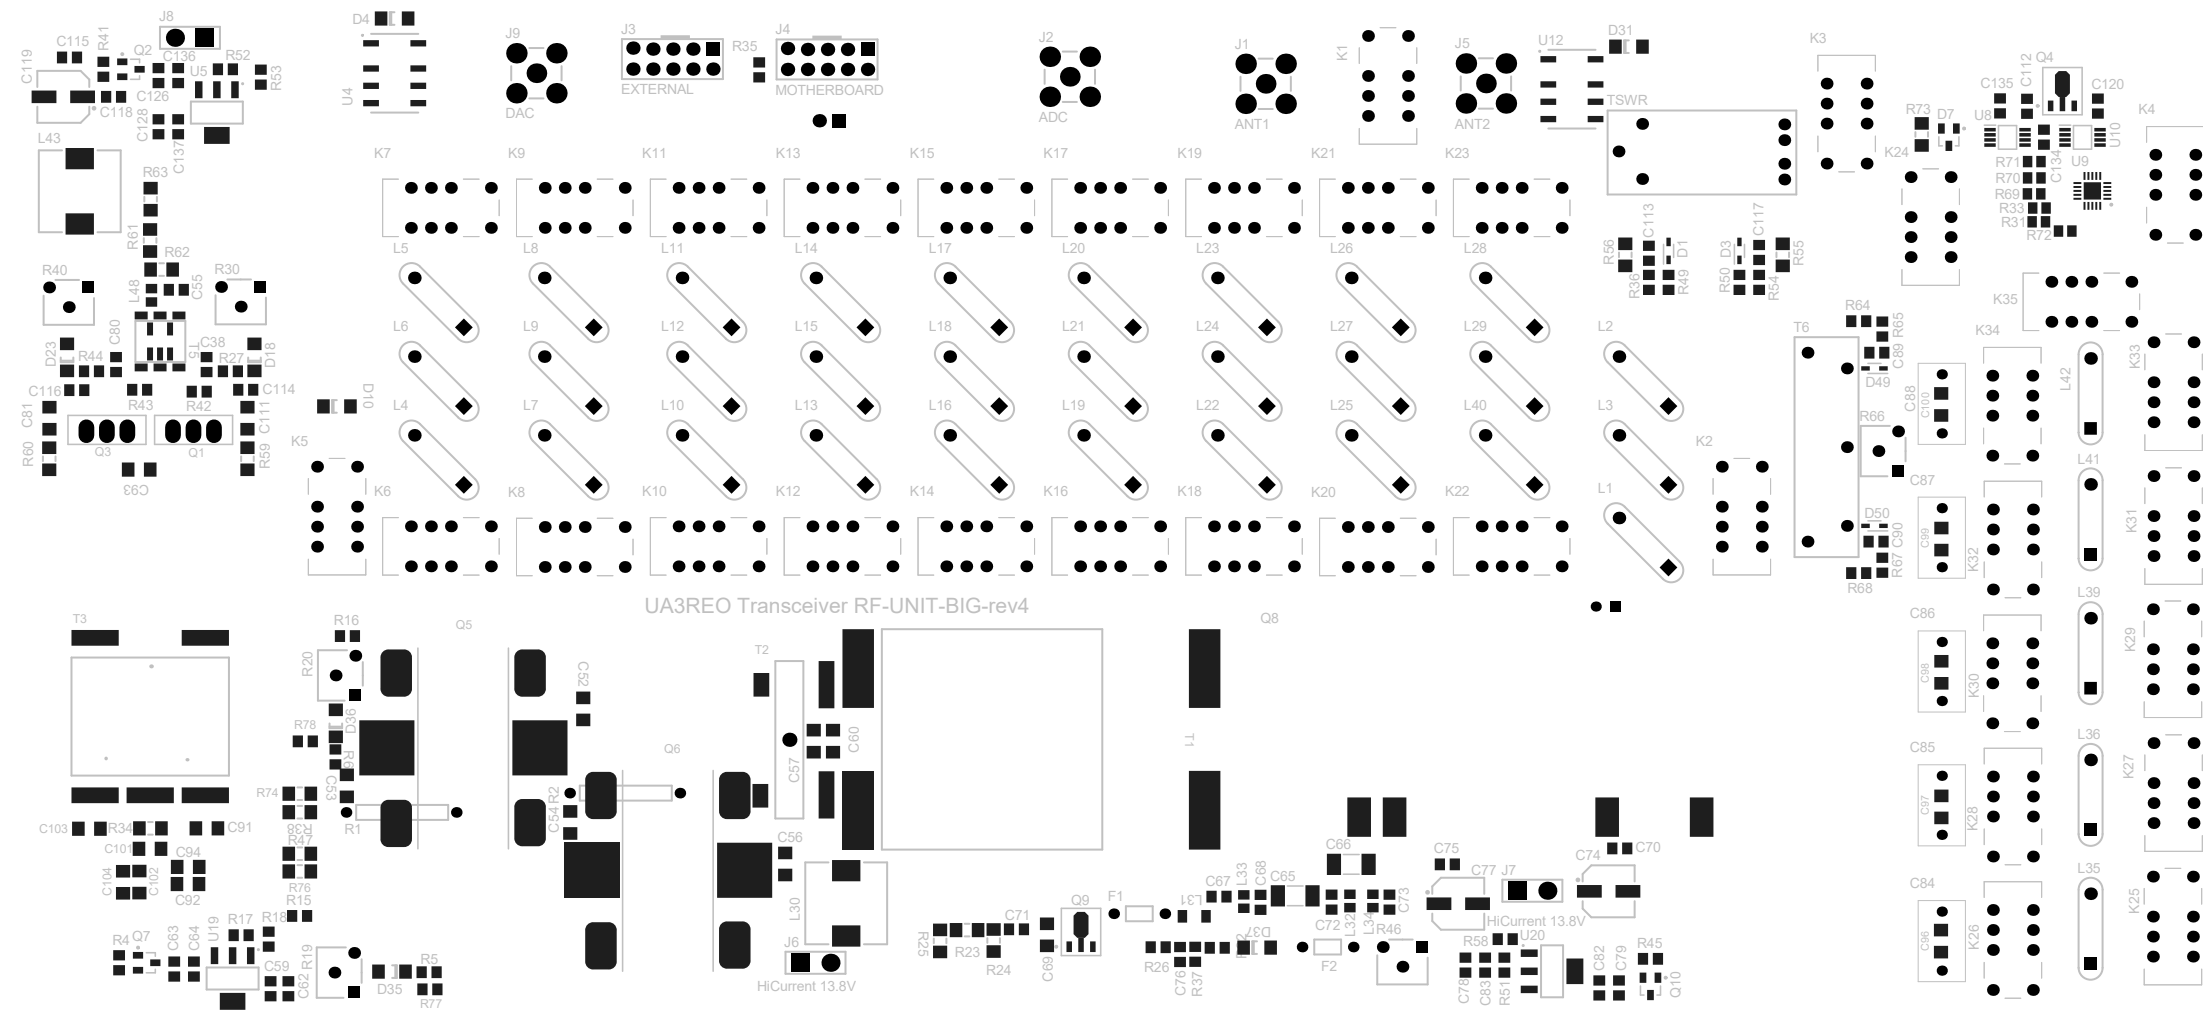 J8
D4
J9
J3
J4
J2
J1
K1
J5
U12
D31
K3
Q4
C115
R41
Q2
C136
R52
R35
C119
U5
R53
U4
C126
C118
EXTERNAL
MOTHERBOARD
DAC
ADC
ANT1
ANT2
TSWR
C135
C112
C120
C128
C137
R73
D7
U8
U10
K4
L43
K7
K9
K11
K13
K15
K17
K19
K21
K23
K24
R71
R70
R69
R33
R31
R72
C134
U9
R63
R61
R62
L5
L8
L11
L14
L17
L20
L23
L26
L28
R56
C113
D1
D3
C117
R55
R36
R49
R50
R54
R40
L48
C55
R30
K35
L6
L9
L12
L15
L18
L21
L24
L27
L29
L2
R64
R65
T6
K34
C80
C38
T5
D23
R44
R27
D18
C89
D49
K33
L42
C116
R43
R42
C114
D10
C88
C100
C81
C111
L4
L7
L10
L13
L16
L19
L22
L25
L40
L3
R66
R60
Q3
Q1
R59
K5
K2
C93
K6
K8
K10
K12
K14
K16
K18
K20
K22
L1
C87
L41
C99
K31
D50
C90
R67
R68
K32
UA3REO Transceiver RF-UNIT-BIG-rev4
T3
R16
Q5
Q8
C86
L39
R20
T2
C52
C98
K29
K30
R78
D36
R6
Q6
C60
T1
C57
C85
L36
K27
R74
C53
R38
R1
R2
C54
C97
K28
C103
R34
C91
C101
R47
C94
C56
C104
C102
R76
C92
R15
L30
C66
C75
C77
J7
C74
C70
C84
L35
K25
C67
L33
C68
C65
R4
Q7
C63
C64
U19
R17
R18
R19
C71
Q9
F1
L31
C72
L32
L34
C73
HiCurrent 13.8V
C96
K26
R25
R23
R24
C69
R26
C76
R37
D37
F2
R46
R58
U20
R45
J6
C59
C62
D35
R5
R77
C78
C83
R51
C82
C79
Q10
HiCurrent 13.8V